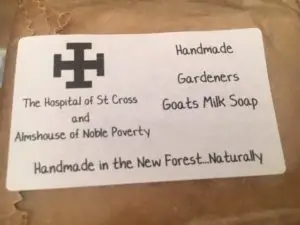 The Hospital of St Cross
and
Almshouse of Noble Poverty
Handmade
Gardeners
Goats Milk Soap
Handmade in the New Forest...Naturally